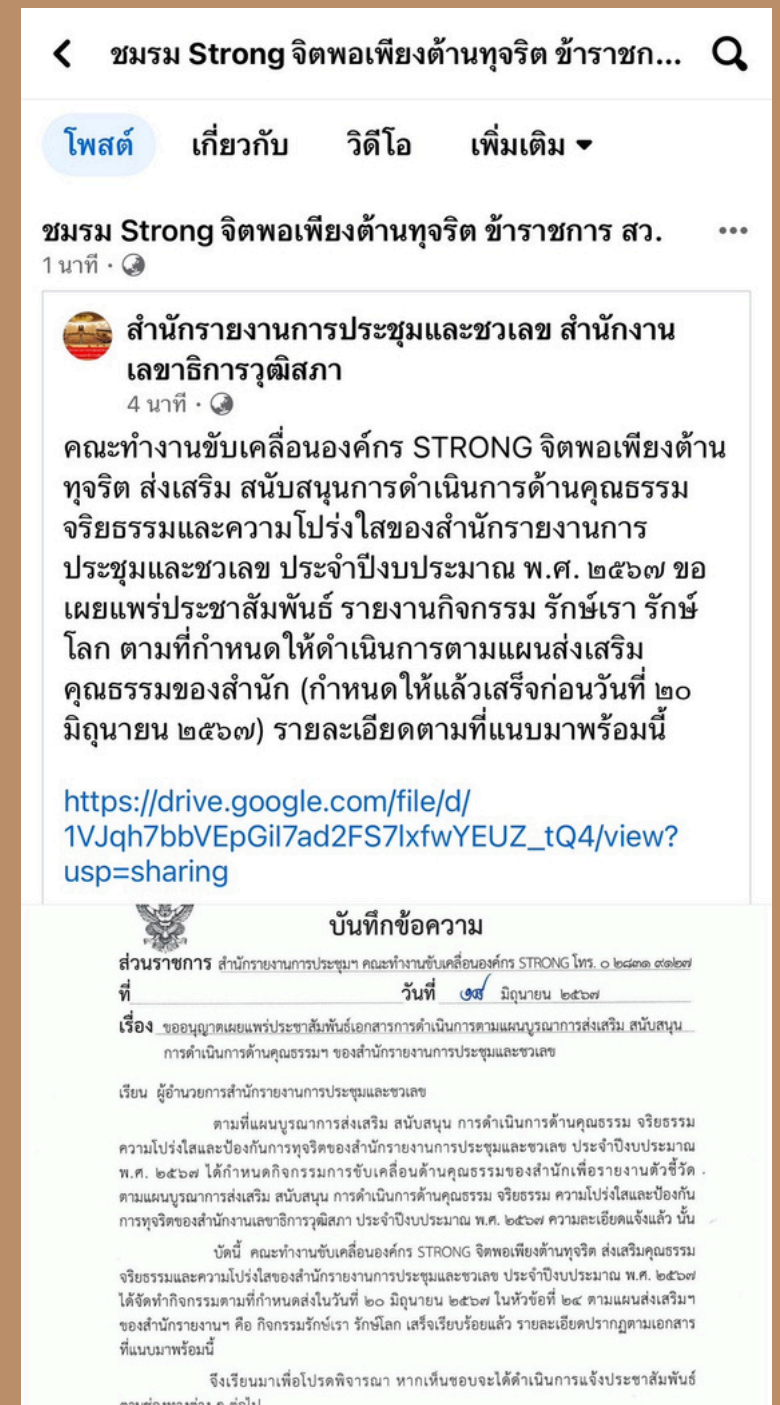 ชมรม Strong จิตพอเพียงต้านทุจริต ข้าราชก...
โพสต์ เกี่ยวกับ วิดีโอ เพิ่มเติม
ชมรม Strong จิตพอเพียงต้านทุจริต ข้าราชการ สว.
1 นาที ·
สำนักรายงานการประชุมและชวเลข สำนักงาน
เลขาธิการวุฒิสภา
4 นาที ·
คณะทำงานขับเคลื่อนองค์กร STRONG จิตพอเพียงต้าน
ทุจริต ส่งเสริม สนับสนุนการดำเนินการด้านคุณธรรม
จริยธรรมและความโปร่งใสของสำนักรายงานการ
ประชุมและชวเลข ประจำปีงบประมาณ พ.ศ. ๒๕๖๗ ขอ
เผยแพร่ประชาสัมพันธ์ รายงานกิจกรรม รักษ์เรา รักษ์
โลก ตามที่กำหนดให้ดำเนินการตามแผนส่งเสริม
คุณธรรมของสำนัก (กำหนดให้แล้วเสร็จก่อนวันที่ ๒๐
มิถุนายน ๒๕๖๗) รายละเอียดตามที่แนบมาพร้อมนี้
https://drive.google.com/file/d/
1VJqh7bbVEpGiI7ad2FS7lxfwYEUZ_tQ4/view?
usp=sharing
บันทึกข้อความ
ส่วนราชการ สำนักรายงานการประชุมฯ คณะทำงานขับเคลื่อนองค์กร STRONG โทร. ๐ ๒๘๓๑ ๙๑๒๗
ที่ วันที่ ๑๙ มิถุนายน ๒๕๖๗
เรื่อง ขออนุญาตเผยแพร่ประชาสัมพันธ์เอกสารการดำเนินการตามแผนบูรณาการส่งเสริม สนับสนุน
การดำเนินการด้านคุณธรรมฯ ของสำนักรายงานการประชุมและชวเลข
เรียน ผู้อำนวยการสำนักรายงานการประชุมและชวเลข
ตามที่แผนบูรณาการส่งเสริม สนับสนุน การดำเนินการด้านคุณธรรม จริยธรรม
ความโปร่งใสและป้องกันการทุจริตของสำนักรายงานการประชุมและชวเลข ประจำปีงบประมาณ
พ.ศ. ๒๕๖๗ ได้กำหนดกิจกรรมการขับเคลื่อนด้านคุณธรรมของสำนักเพื่อรายงานตัวชี้วัด
ตามแผนบูรณาการส่งเสริม สนับสนุน การดำเนินการด้านคุณธรรม จริยธรรม ความโปร่งใสและป้องกัน
การทุจริตของสำนักงานเลขาธิการวุฒิสภา ประจำปีงบประมาณ พ.ศ. ๒๕๖๗ ความละเอียดแจ้งแล้ว นั้น
บัดนี้ คณะทำงานขับเคลื่อนองค์กร STRONG จิตพอเพียงต้านทุจริต ส่งเสริมคุณธรรม
จริยธรรมและความโปร่งใสของสำนักรายงานการประชุมและชวเลข ประจำปีงบประมาณ พ.ศ. ๒๕๖๗
ได้จัดทำกิจกรรมตามที่กำหนดส่งในวันที่ ๒๐ มิถุนายน ๒๕๖๗ ในหัวข้อที่ ๒๔ ตามแผนส่งเสริมฯ
ของสำนักรายงานฯ คือ กิจกรรมรักษ์เรา รักษ์โลก เสร็จเรียบร้อยแล้ว รายละเอียดปรากฏตามเอกสาร
ที่แนบมาพร้อมนี้
จึงเรียนมาเพื่อโปรดพิจารณา หากเห็นชอบจะได้ดำเนินการแจ้งประชาสัมพันธ์